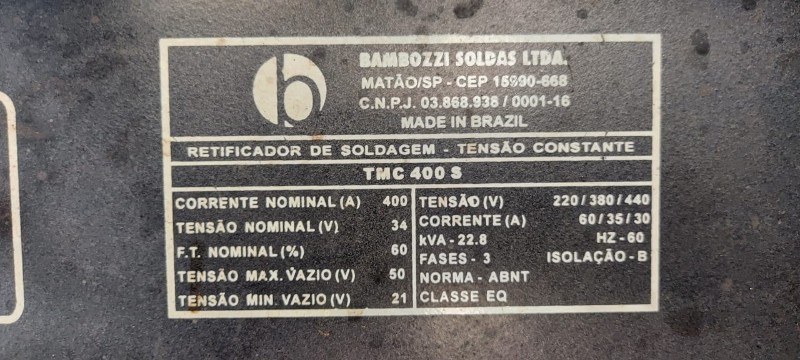 b
BAMBOZZI SOLDAS LTDA.
MATÃO/SP - CEP 15990-668
C.N.P.J. 03.868.938 / 0001-16
MADE IN BRAZIL
RETIFICADOR DE SOLDAGEM - TENSÃO CONSTANTE
TMC 400 S
CORRENTE NOMINAL (A) 400
TENSÃO NOMINAL (V) 34
F.T. NOMINAL (%) 60
TENSÃO MAX. VAZIO (V) 50
TENSÃO MIN. VAZIO (V) 21
TENSÃO (V) 220 / 380 / 440
CORRENTE (A) 60 / 35 / 30
kVA - 22.8 HZ - 60
FASES - 3 ISOLAÇÃO - B
NORMA - ABNT
CLASSE EQ